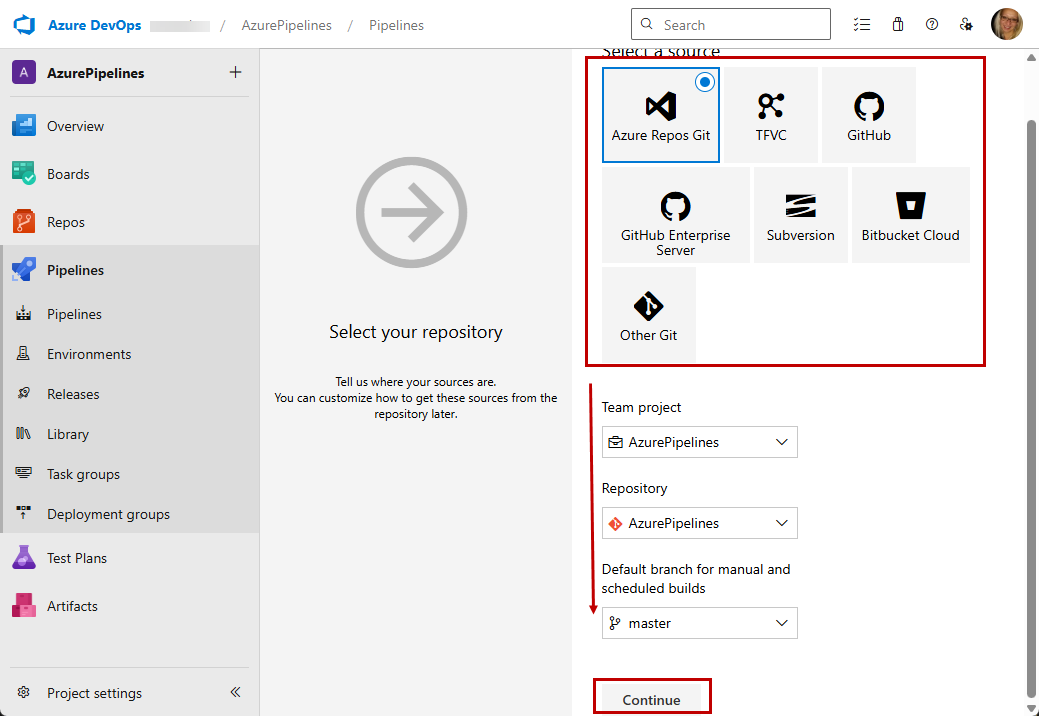 Azure DevOps / AzurePipelines / Pipelines
Search
A AzurePipelines +
Overview
Boards
Repos
Pipelines
Pipelines
Environments
Releases
Library
Task groups
Deployment groups
Test Plans
Artifacts
Project settings
Select your repository
Tell us where your sources are.
You can customize how to get these sources from the
repository later.
Select a source
Azure Repos Git
TFVC
GitHub
GitHub Enterprise
Server
Subversion
Bitbucket Cloud
Other Git
Team project
AzurePipelines
Repository
AzurePipelines
Default branch for manual and
scheduled builds
master
Continue